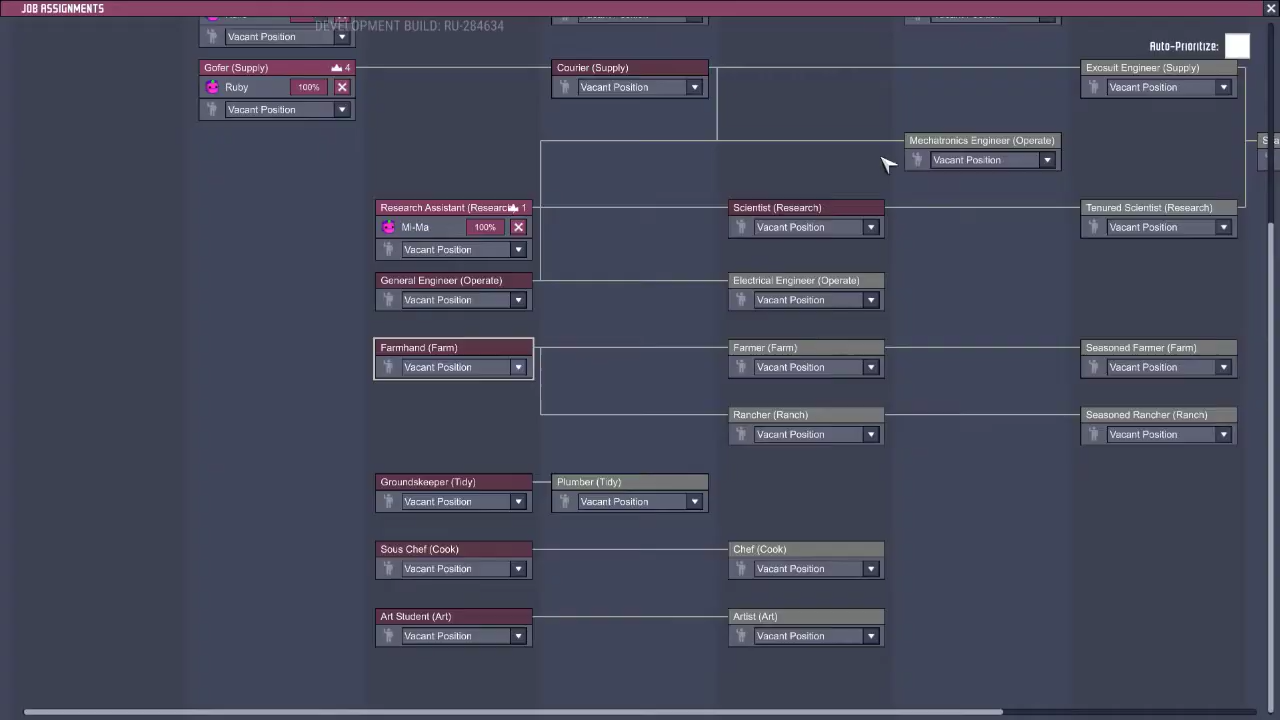 JOB ASSIGNMENTS
DEVELOPMENT BUILD: RU-284634
Vacant Position
Auto-Prioritize:
Gofer (Supply) 4
Courier (Supply)
Exosuit Engineer (Supply)
Ruby 100%
Vacant Position
Vacant Position
Vacant Position
Mechatronics Engineer (Operate)
Vacant Position
Research Assistant (Research 1
Scientist (Research)
Tenured Scientist (Research)
Mi-Ma 100%
Vacant Position
Vacant Position
Vacant Position
General Engineer (Operate)
Electrical Engineer (Operate)
Vacant Position
Vacant Position
Farmhand (Farm)
Farmer (Farm)
Seasoned Farmer (Farm)
Vacant Position
Vacant Position
Vacant Position
Rancher (Ranch)
Seasoned Rancher (Ranch)
Vacant Position
Vacant Position
Groundskeeper (Tidy)
Plumber (Tidy)
Vacant Position
Vacant Position
Sous Chef (Cook)
Chef (Cook)
Vacant Position
Vacant Position
Art Student (Art)
Artist (Art)
Vacant Position
Vacant Position